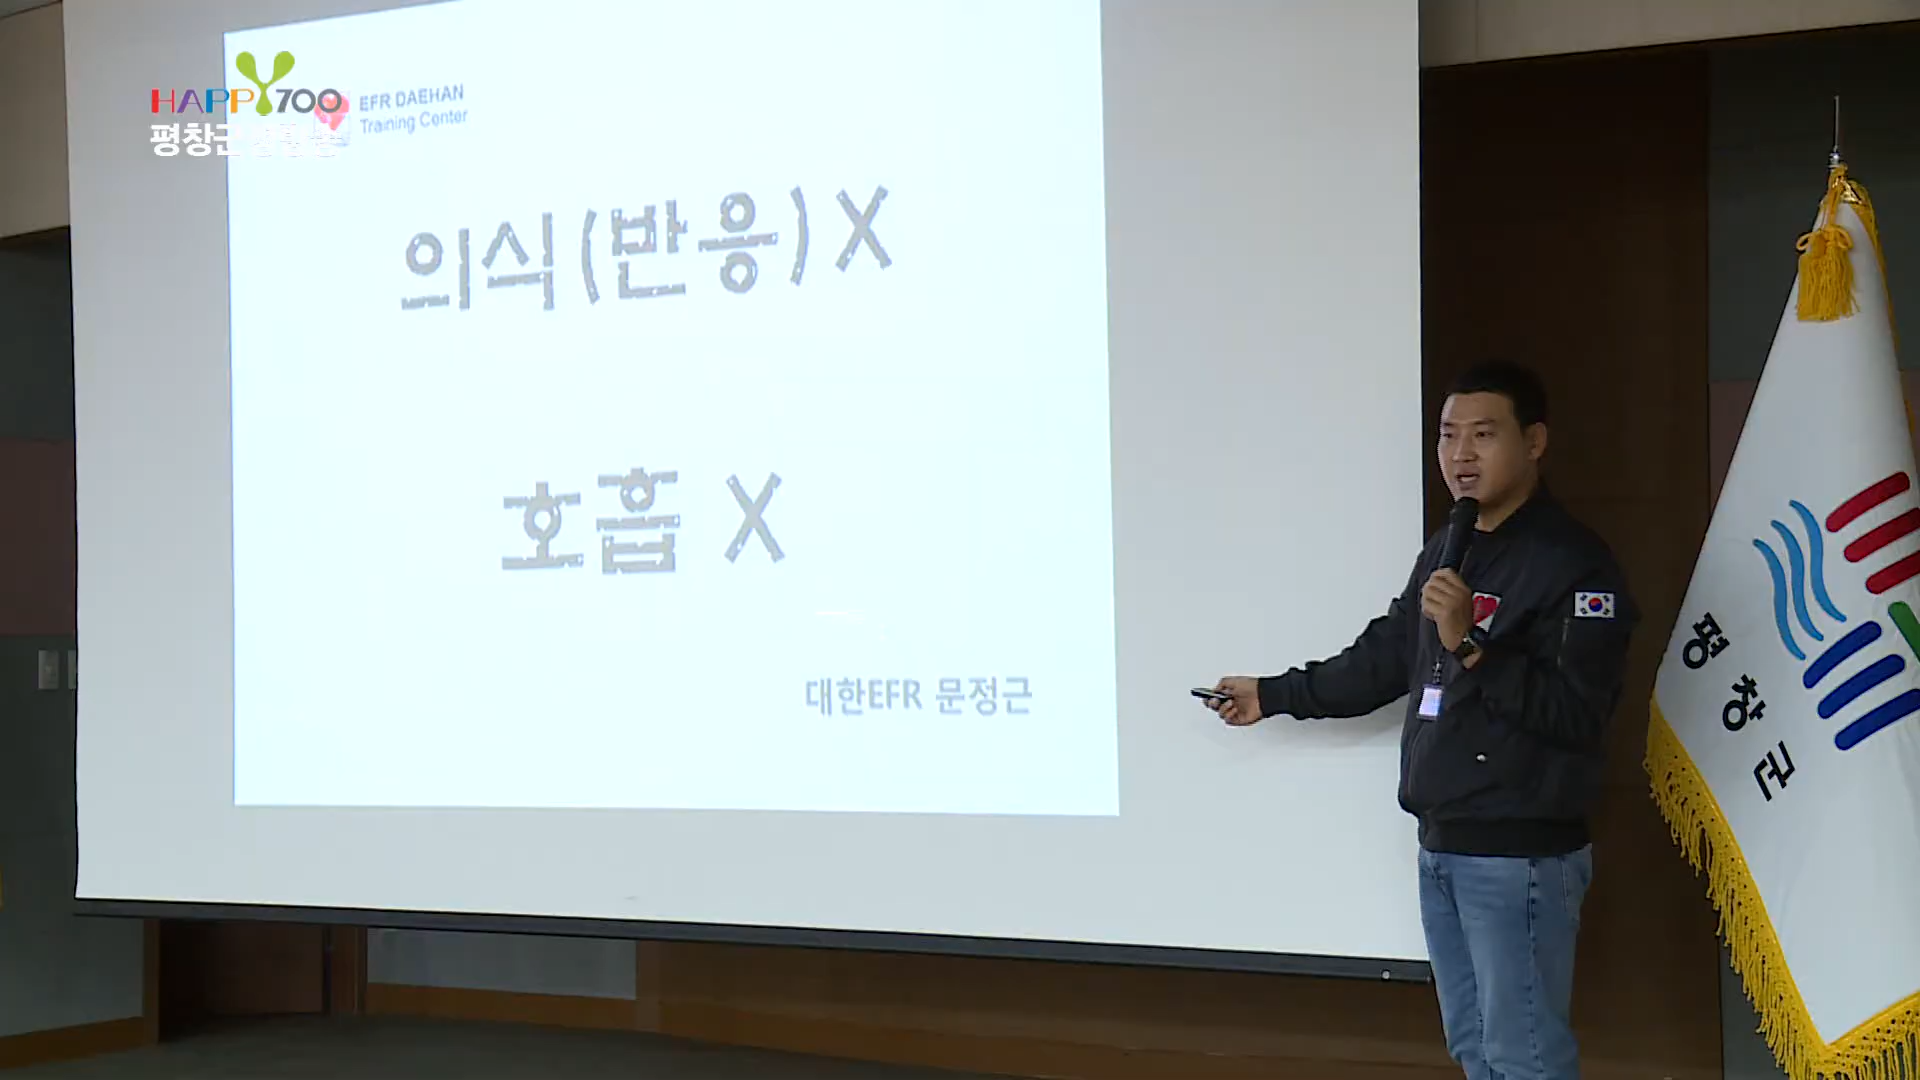 HAPPY700
평창군
EFR DAEHAN
Training Center
의식(반응) X
호흡 X
대한EFR 문정근
평창군